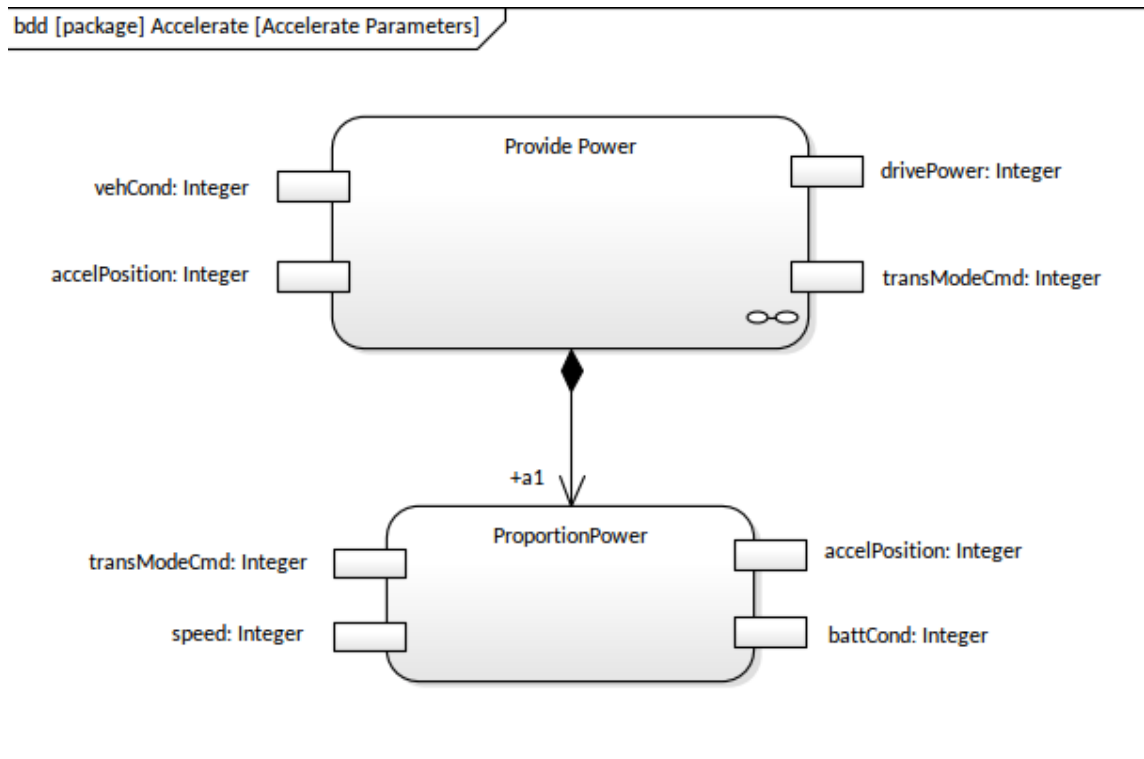 bdd [package] Accelerate [Accelerate Parameters]
Provide Power
vehCond: Integer
drivePower: Integer
accelPosition: Integer
transModeCmd: Integer
+a1
ProportionPower
transModeCmd: Integer
accelPosition: Integer
speed: Integer
battCond: Integer